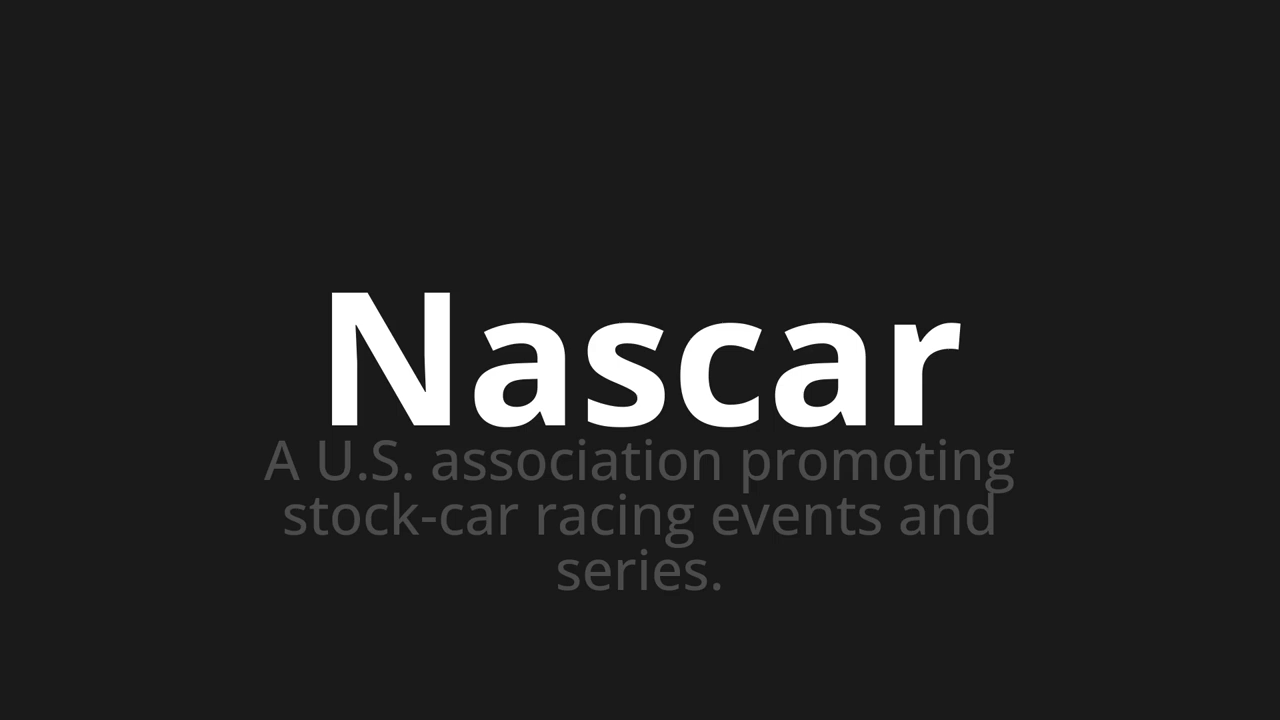 Nascar
A U.S. association promoting
stock-car racing events and
series.